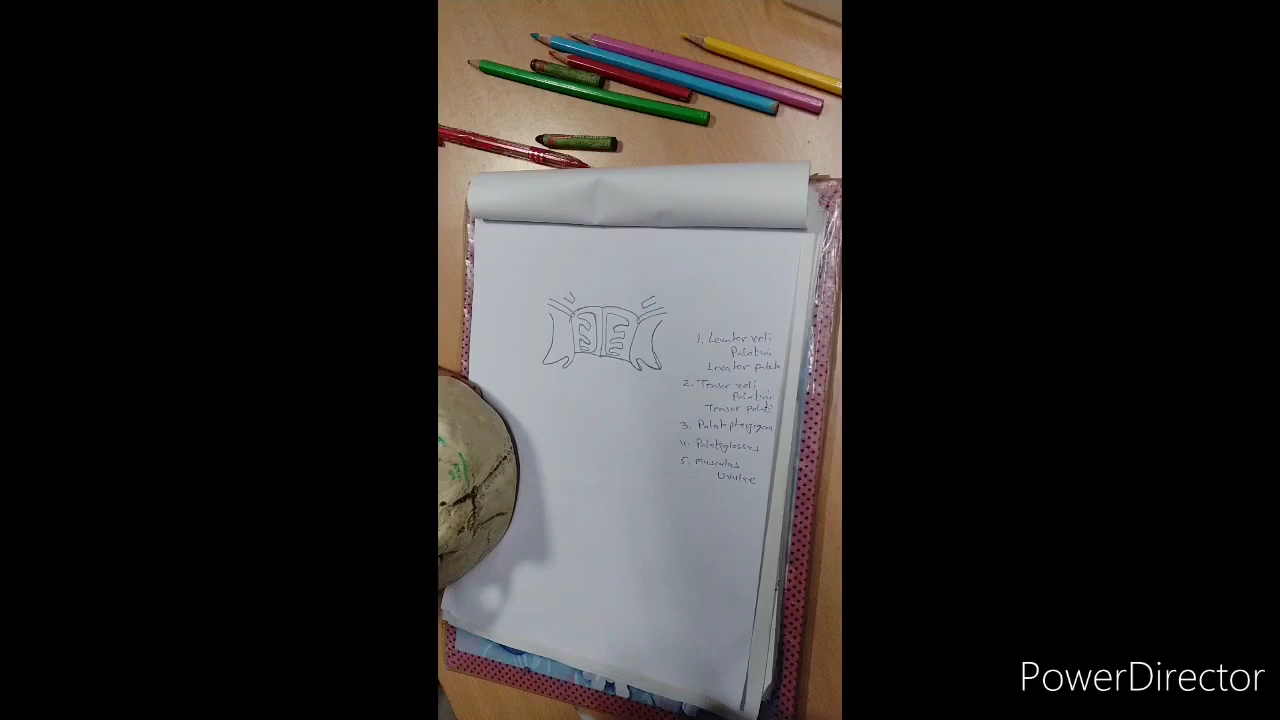 1. Levator veli
Palatini
Levator palati
2. Tensor veli
Palatini
Tensor palati
3.
4. Palatoglossus
5. Musculus
Uvulae
PowerDirector